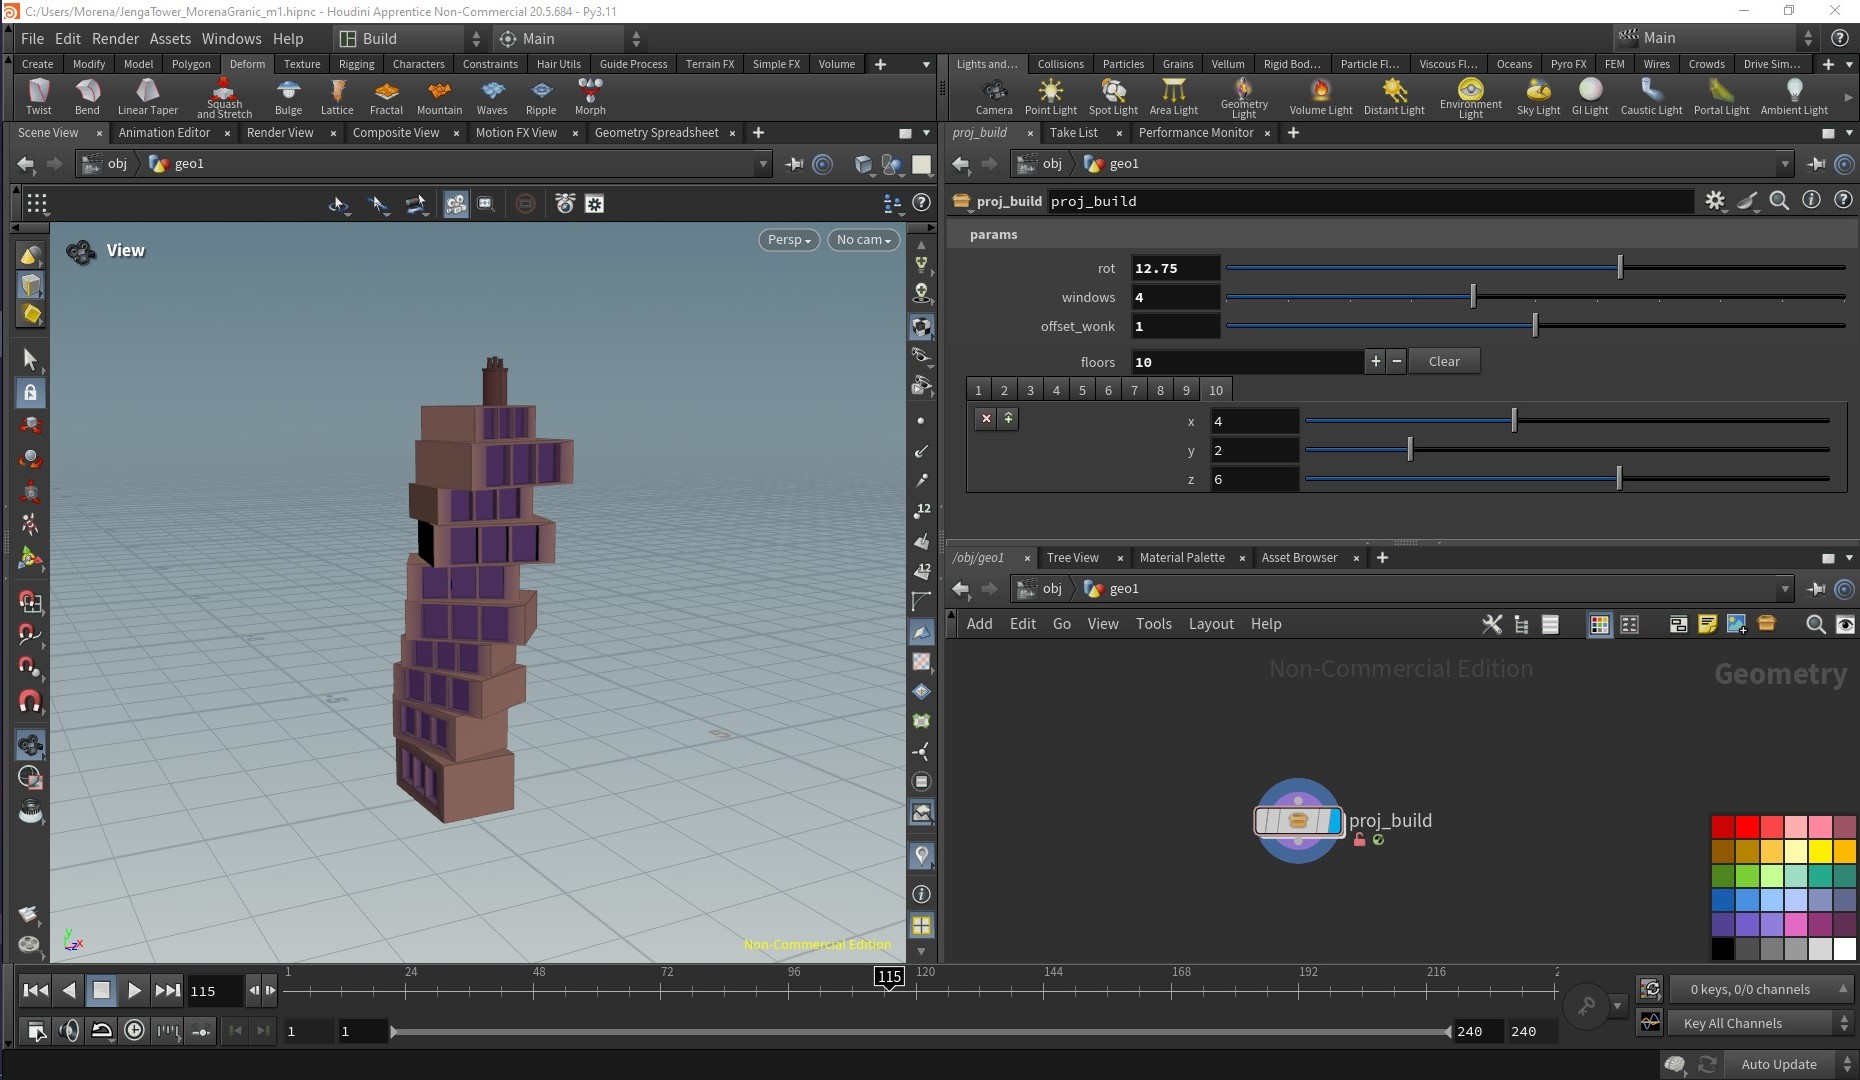 C:/Users/Morena/JengaTower_MorenaGranic_m1.hipnc - Houdini Apprentice Non-Commercial 20.5.684 - Py3.11
File Edit Render Assets Windows Help Build Main Main
Create Modify Model Polygon Deform Texture Rigging Characters Constraints Hair Utils Guide Process Terrain FX Simple FX Volume
Lights and... Collisions Particles Grains Vellum Rigid Bod... Particle Fl... Viscous Fl... Oceans Pyro FX FEM Wires Crowds Drive Sim...
Twist Bend Linear Taper Squash and Stretch Bulge Lattice Fractal Mountain Waves Ripple Morph
Camera Point Light Spot Light Area Light Geometry Light Volume Light Distant Light Environment Light Sky Light GI Light Caustic Light Portal Light Ambient Light
Scene View Animation Editor Render View Composite View Motion FX View Geometry Spreadsheet
proj_build Take List Performance Monitor
obj geo1
obj geo1
proj_build proj_build
View Persp No cam
params
rot 12.75
windows 4
offset_wonk 1
floors 10 Clear
1 2 3 4 5 6 7 8 9 10
x 4
y 2
z 6
12
12
/obj/geo1 Tree View Material Palette Asset Browser
obj geo1
Add Edit Go View Tools Layout Help
Non-Commercial Edition
Geometry
proj_build
y
z x
Non-Commercial Edition
115 1 24 48 72 96 115 120 144 168 192 216 2
0 keys, 0/0 channels
1 1 240 240
Key All Channels
Auto Update